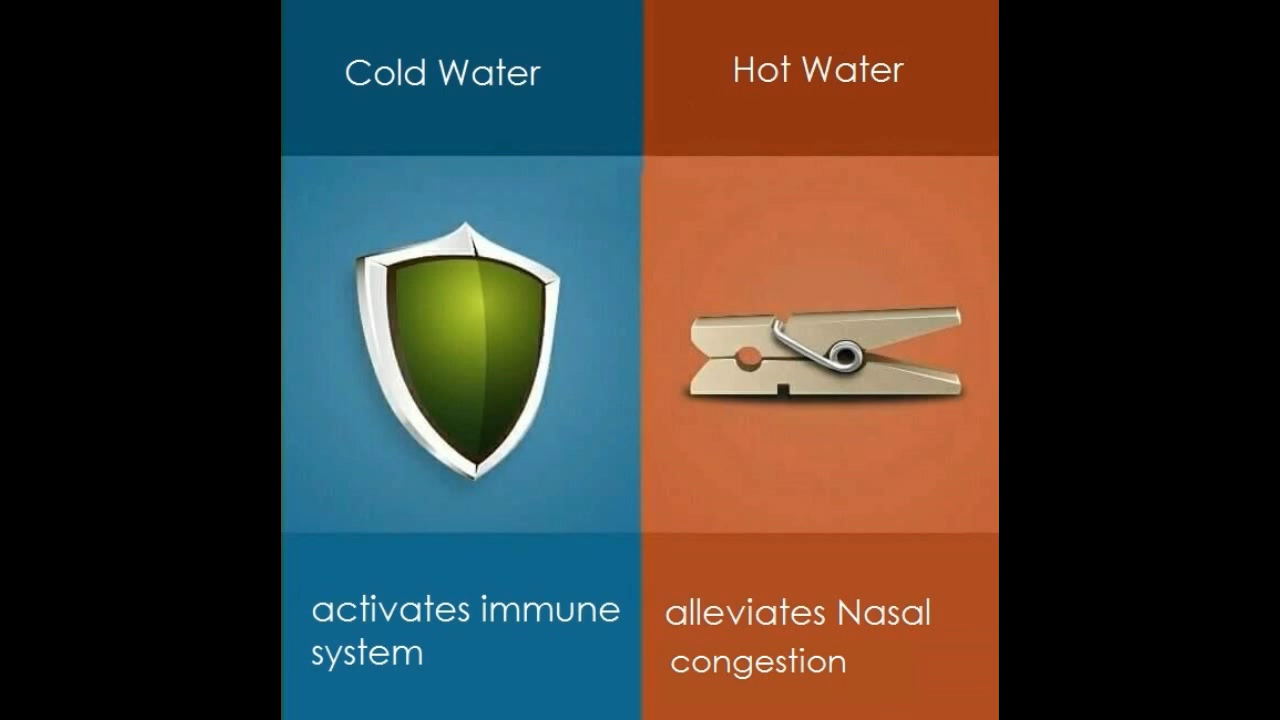 Cold Water
Hot Water
activates immune
system
alleviates Nasal
congestion